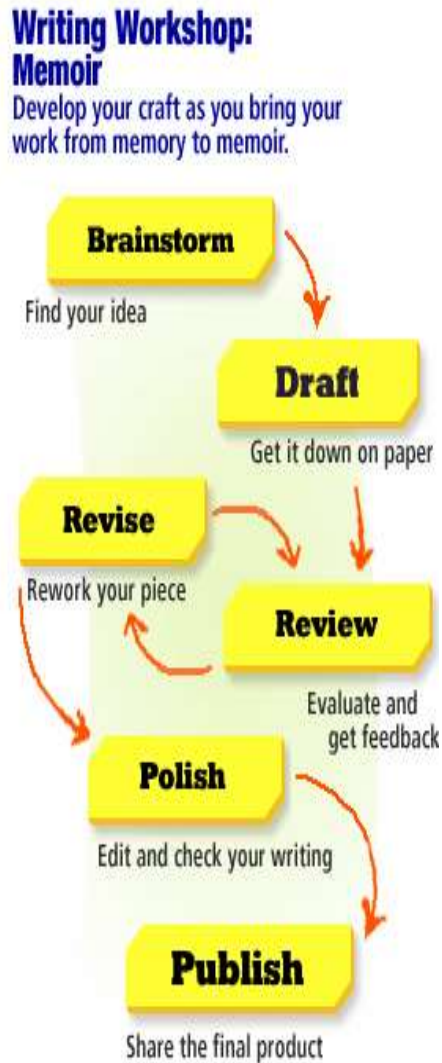 Writing Workshop:
Memoir
Develop your craft as you bring your
work from memory to memoir.
Brainstorm
Find your idea
Draft
Get it down on paper
Revise
Rework your piece
Review
Evaluate and
get feedback
Polish
Edit and check your writing
Publish
Share the final product